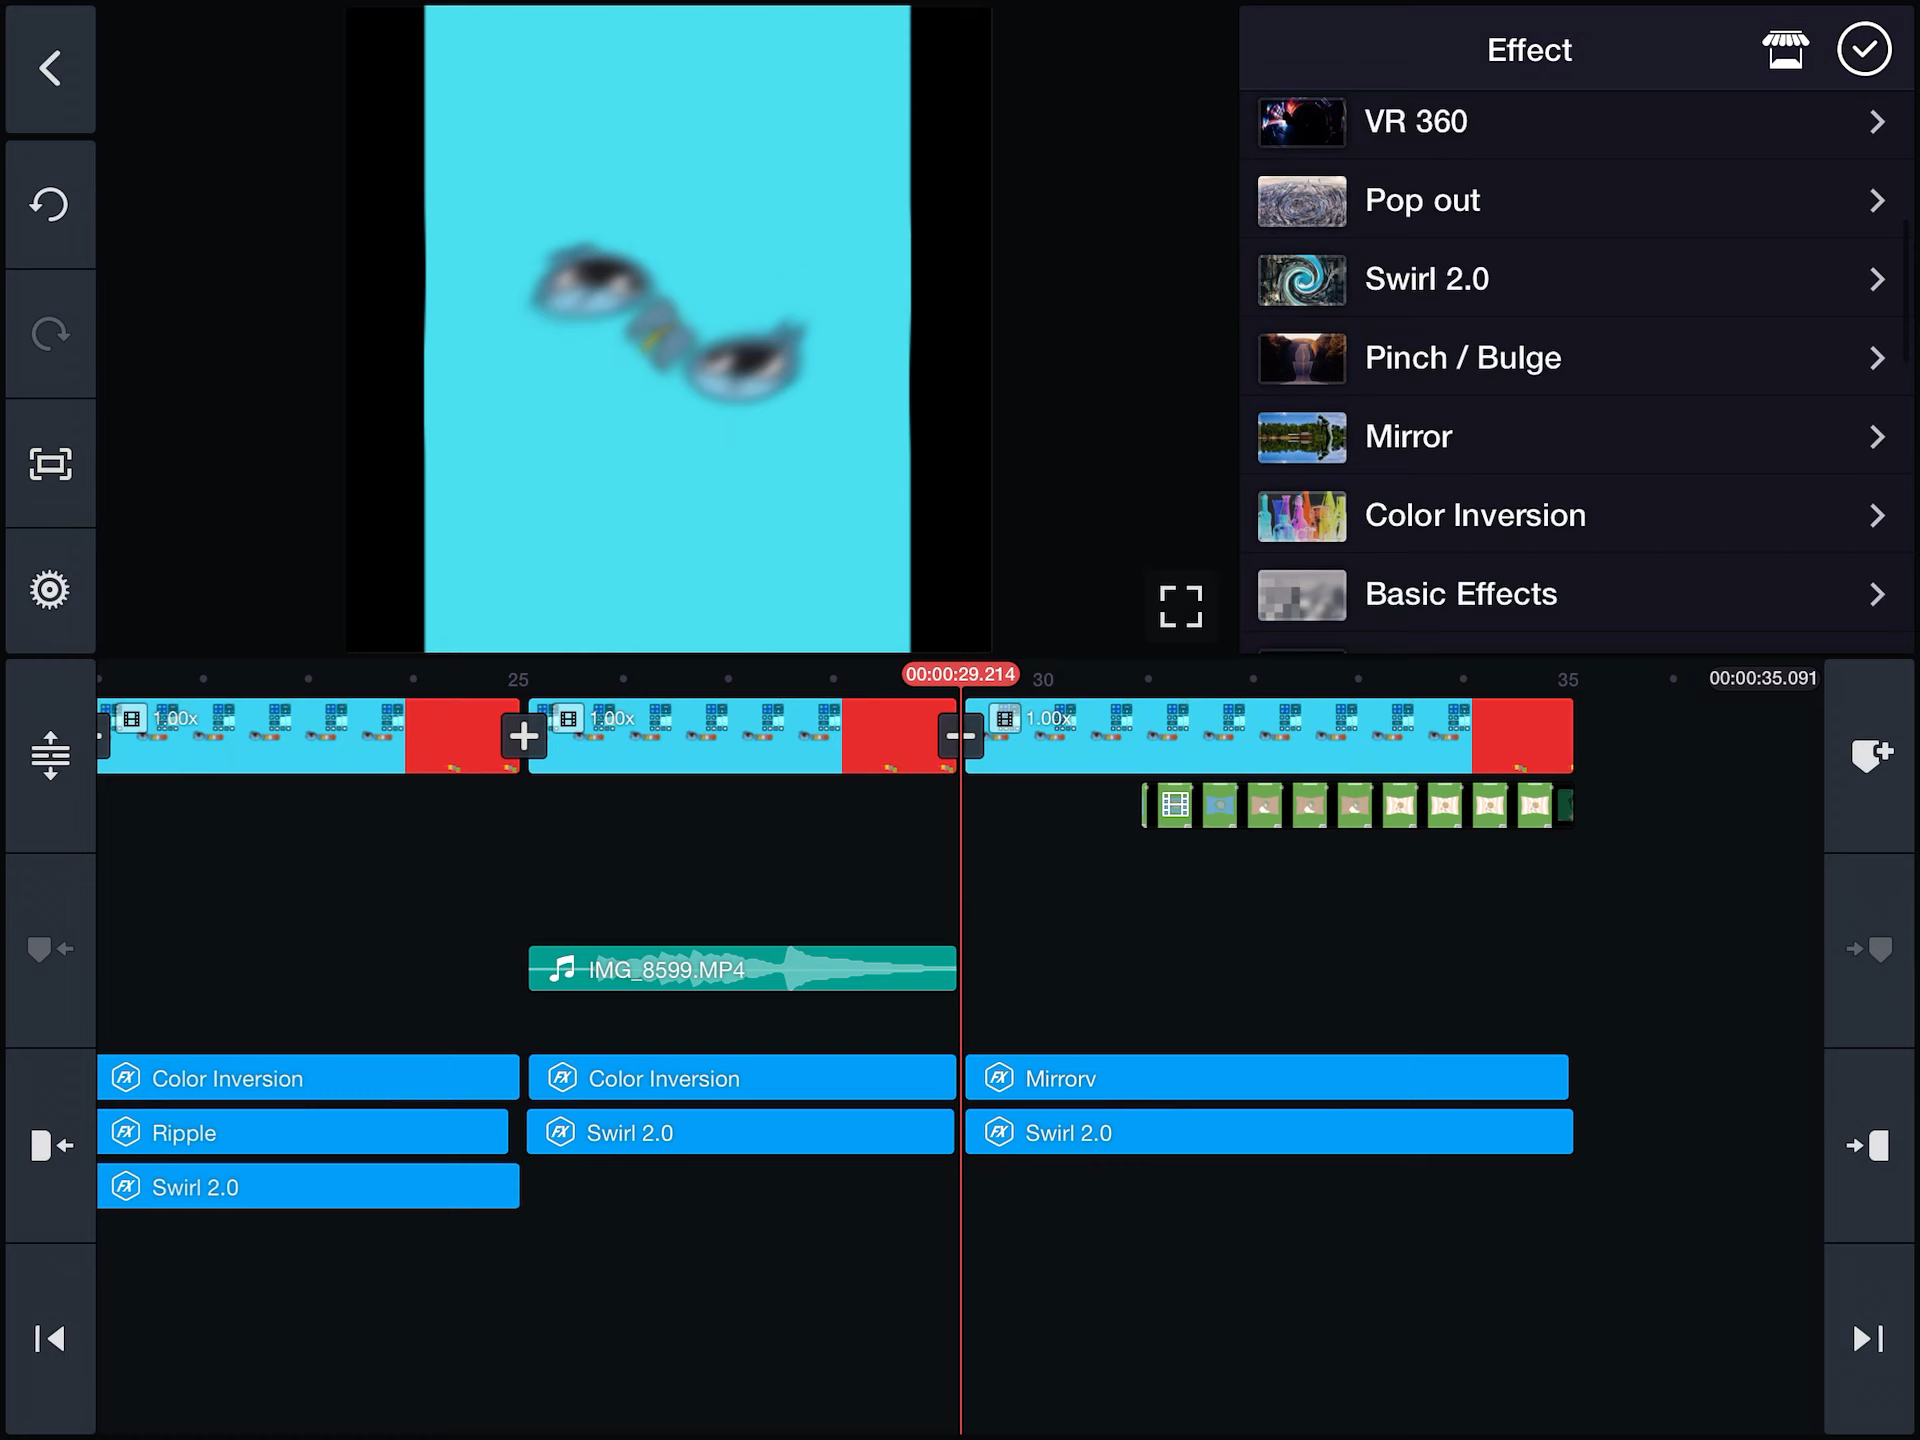 Effect
VR 360
Pop out
Swirl 2.0
Pinch / Bulge
Mirror
Color Inversion
Basic Effects
25
00:00:29.214
30
35
00:00:35.091
1.00x
1.00x
1.00x
IMG_8599.MP4
Color Inversion
Color Inversion
Mirrorv
Ripple
Swirl 2.0
Swirl 2.0
Swirl 2.0